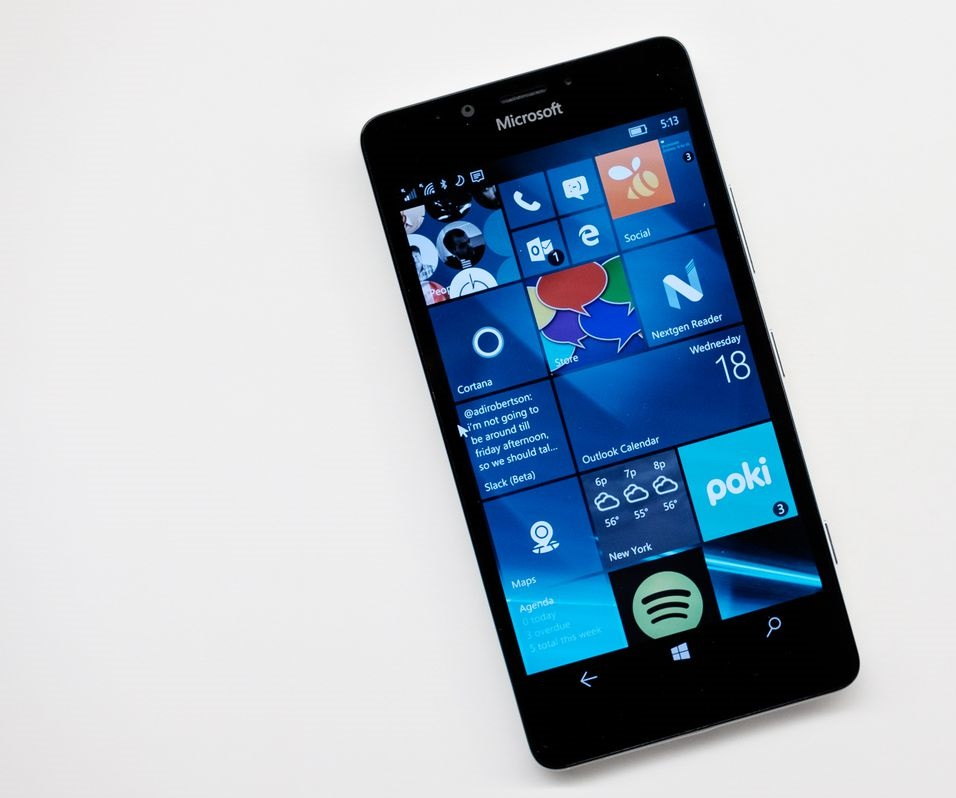 Microsoft
5:13
3
1
Social
Cortana
Store
Nextgen Reader
Wednesday
18
@adirobertson:
i'm not going to
be around till
friday afternoon,
so we should tal...
Slack (Beta)
Outlook Calendar
6p 7p 8p
56° 55° 56°
New York
poki
3
Maps
Agenda
0 today
3 overdue
5 total this week